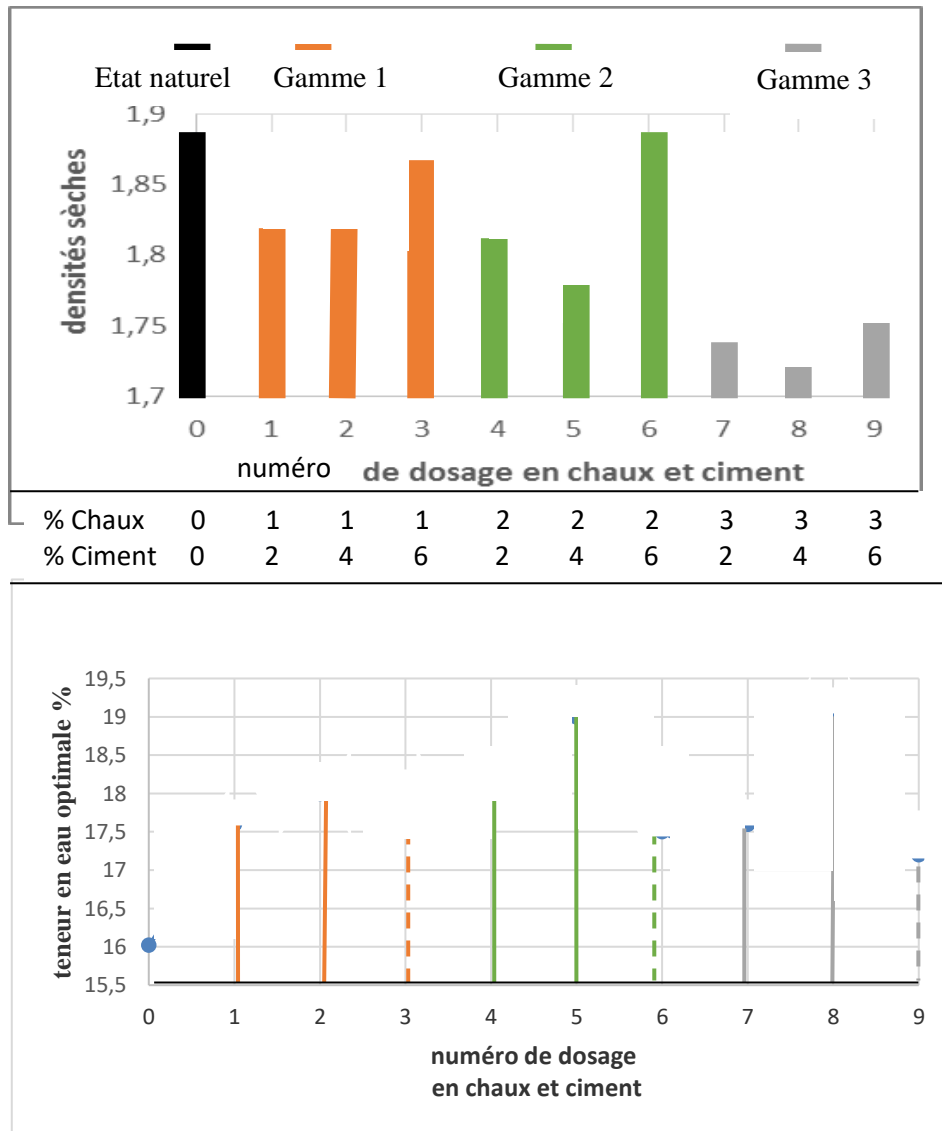 Etat naturel Gamme 1 Gamme 2 Gamme 3
densités sèches
1,9
1,85
1,8
1,75
1,7
0 1 2 3 4 5 6 7 8 9
numéro de dosage en chaux et ciment
% Chaux 0 1 1 1 2 2 2 3 3 3
% Ciment 0 2 4 6 2 4 6 2 4 6
teneur en eau optimale %
19,5
19
18,5
18
17,5
17
16,5
16
15,5
0 1 2 3 4 5 6 7 8 9
numéro de dosage
en chaux et ciment